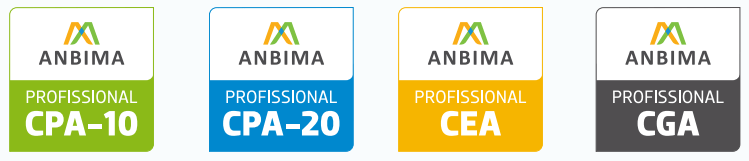 ANBIMA
PROFISSIONAL
CPA-10
ANBIMA
PROFISSIONAL
CPA-20
ANBIMA
PROFISSIONAL
CEA
ANBIMA
PROFISSIONAL
CGA